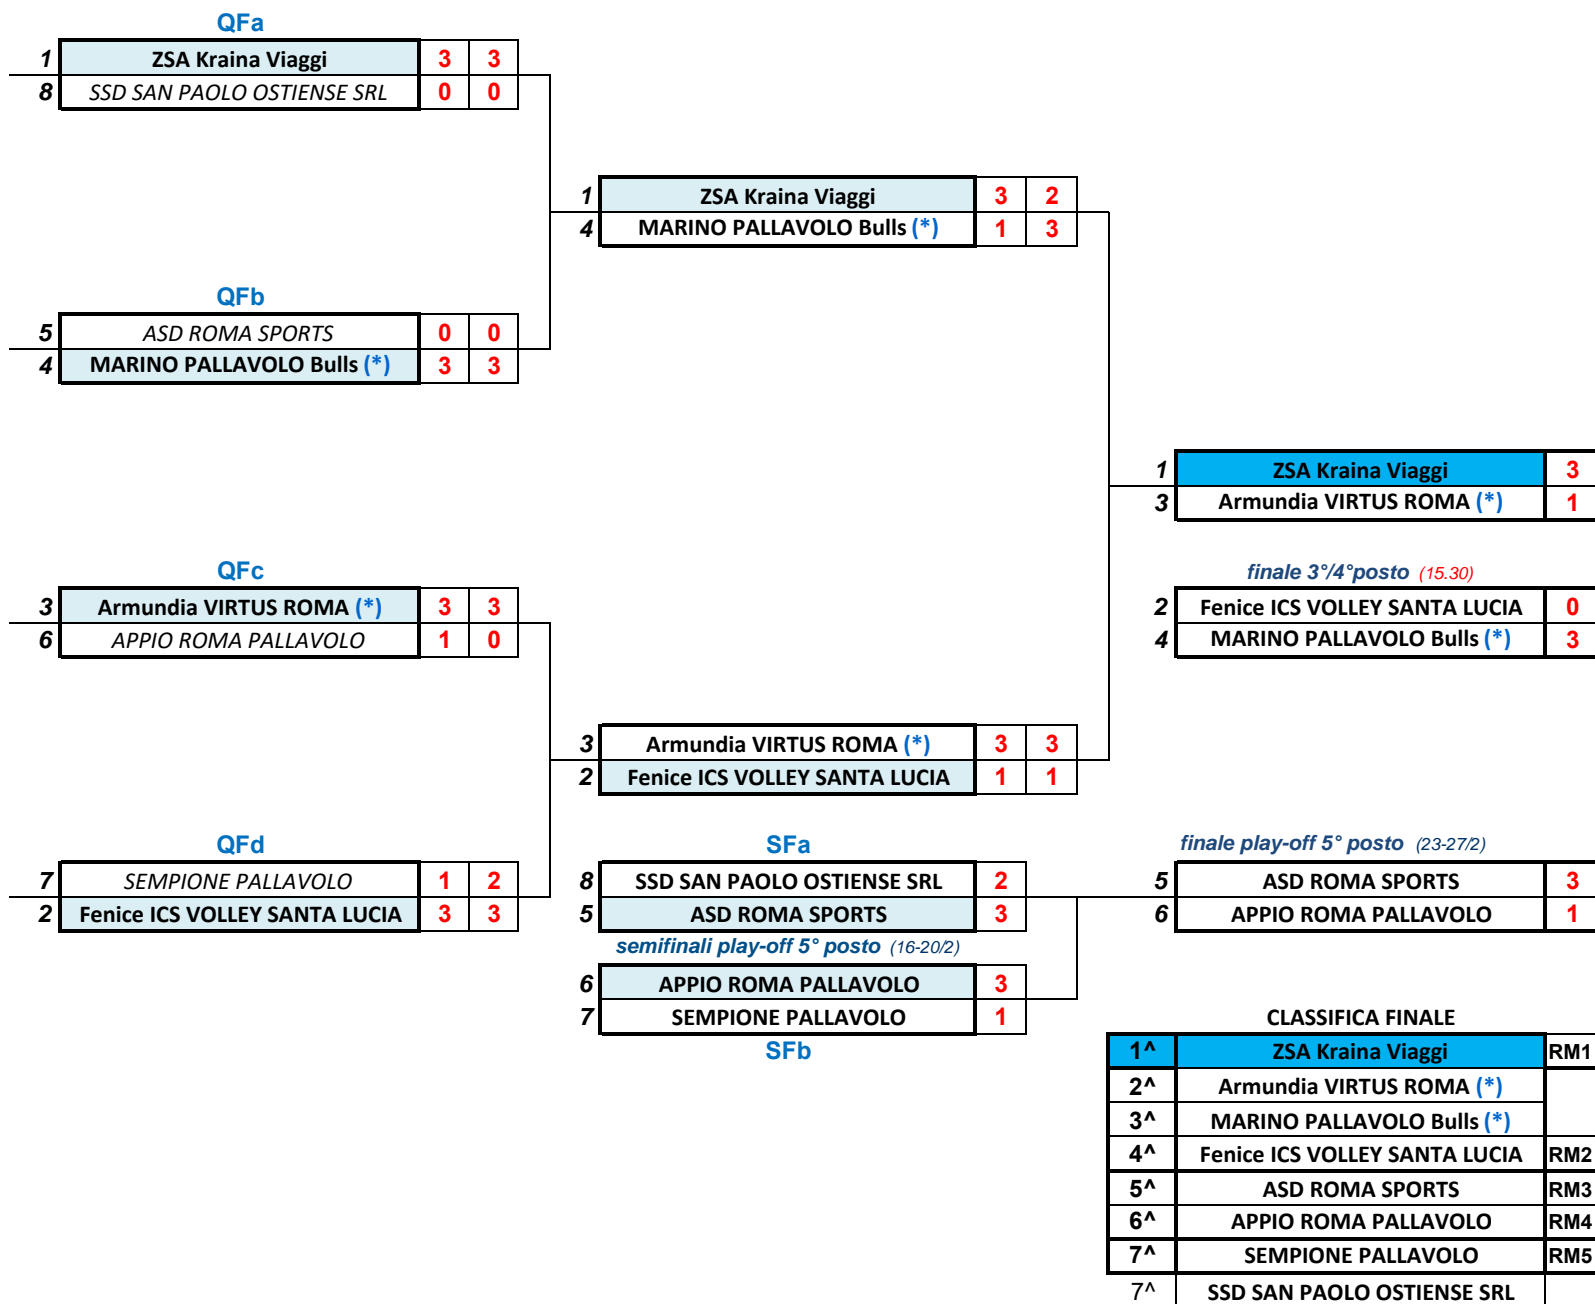 QFa
1 ZSA Kraina Viaggi 3 3
8 SSD SAN PAOLO OSTIENSE SRL 0 0
1 ZSA Kraina Viaggi 3 2
4 MARINO PALLAVOLO Bulls (*) 1 3
QFb
5 ASD ROMA SPORTS 0 0
4 MARINO PALLAVOLO Bulls (*) 3 3
1 ZSA Kraina Viaggi 3
3 Armundia VIRTUS ROMA (*) 1
QFc
finale 3°/4°posto (15.30)
3 Armundia VIRTUS ROMA (*) 3 3
2 Fenice ICS VOLLEY SANTA LUCIA 0
6 APPIO ROMA PALLAVOLO 1 0
4 MARINO PALLAVOLO Bulls (*) 3
3 Armundia VIRTUS ROMA (*) 3 3
2 Fenice ICS VOLLEY SANTA LUCIA 1 1
QFd
SFa
finale play-off 5° posto (23-27/2)
7 SEMPIONE PALLAVOLO 1 2
8 SSD SAN PAOLO OSTIENSE SRL 2
5 ASD ROMA SPORTS 3
2 Fenice ICS VOLLEY SANTA LUCIA 3 3
5 ASD ROMA SPORTS 3
6 APPIO ROMA PALLAVOLO 1
semifinali play-off 5° posto (16-20/2)
6 APPIO ROMA PALLAVOLO 3
7 SEMPIONE PALLAVOLO 1
SFb
CLASSIFICA FINALE
1^ ZSA Kraina Viaggi RM1
2^ Armundia VIRTUS ROMA (*)
3^ MARINO PALLAVOLO Bulls (*)
4^ Fenice ICS VOLLEY SANTA LUCIA RM2
5^ ASD ROMA SPORTS RM3
6^ APPIO ROMA PALLAVOLO RM4
7^ SEMPIONE PALLAVOLO RM5
7^ SSD SAN PAOLO OSTIENSE SRL